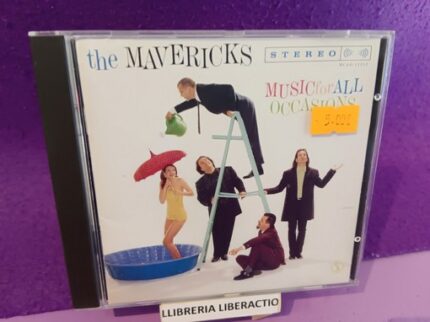 the MAVERICKS
STEREO
MUSIC for ALL
OCCASIONS
LLIBRERIA LIBERACTIO